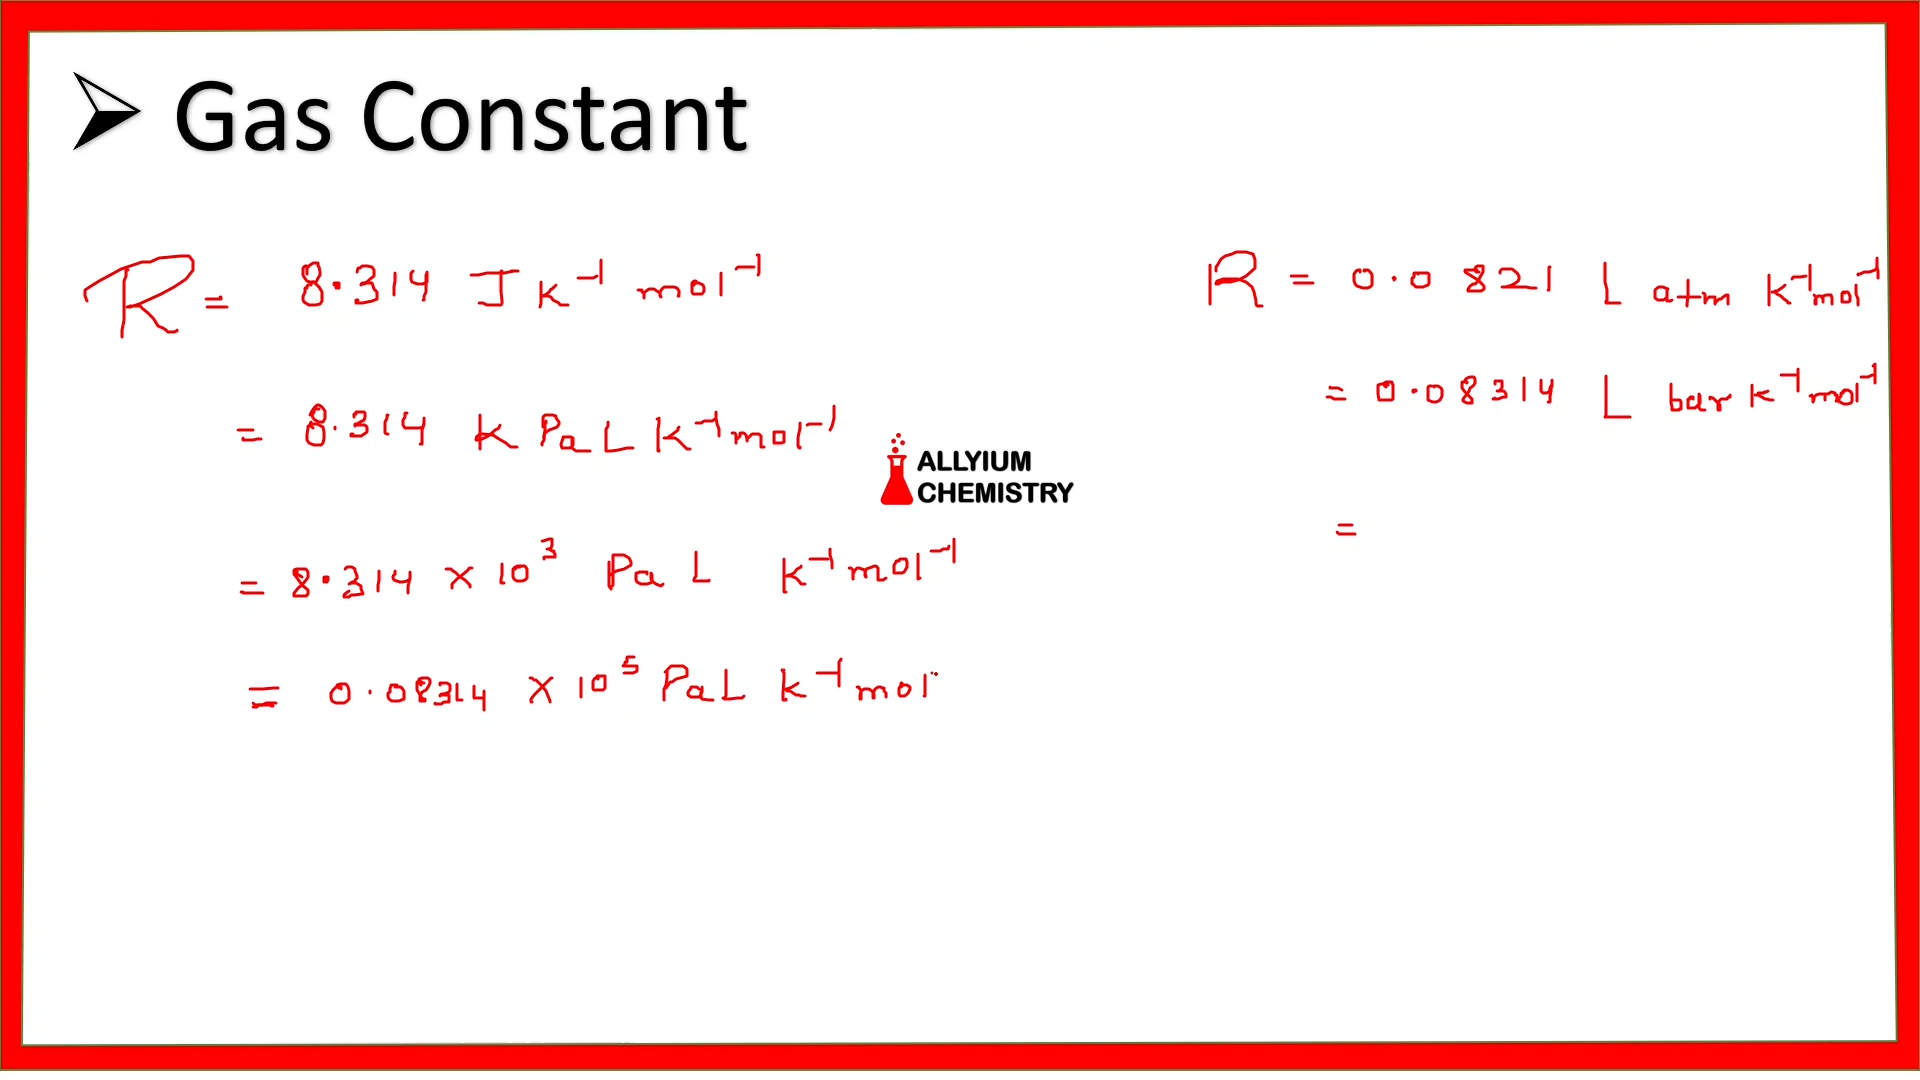 Gas Constant
R = 8.314 J K⁻¹ mol⁻¹
= 8.314 K Pa L K⁻¹ mol⁻¹
= 8.314 × 10³ Pa L K⁻¹ mol⁻¹
= 0.08314 × 10⁵ Pa L K⁻¹ mol
ALLYIUM
CHEMISTRY
R = 0.0821 L atm K⁻¹ mol⁻¹
= 0.08314 L bar K⁻¹ mol⁻¹
=